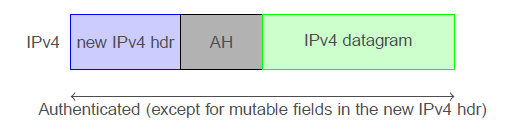 IPv4 new IPv4 hdr AH IPv4 datagram
Authenticated (except for mutable fields in the new IPv4 hdr)